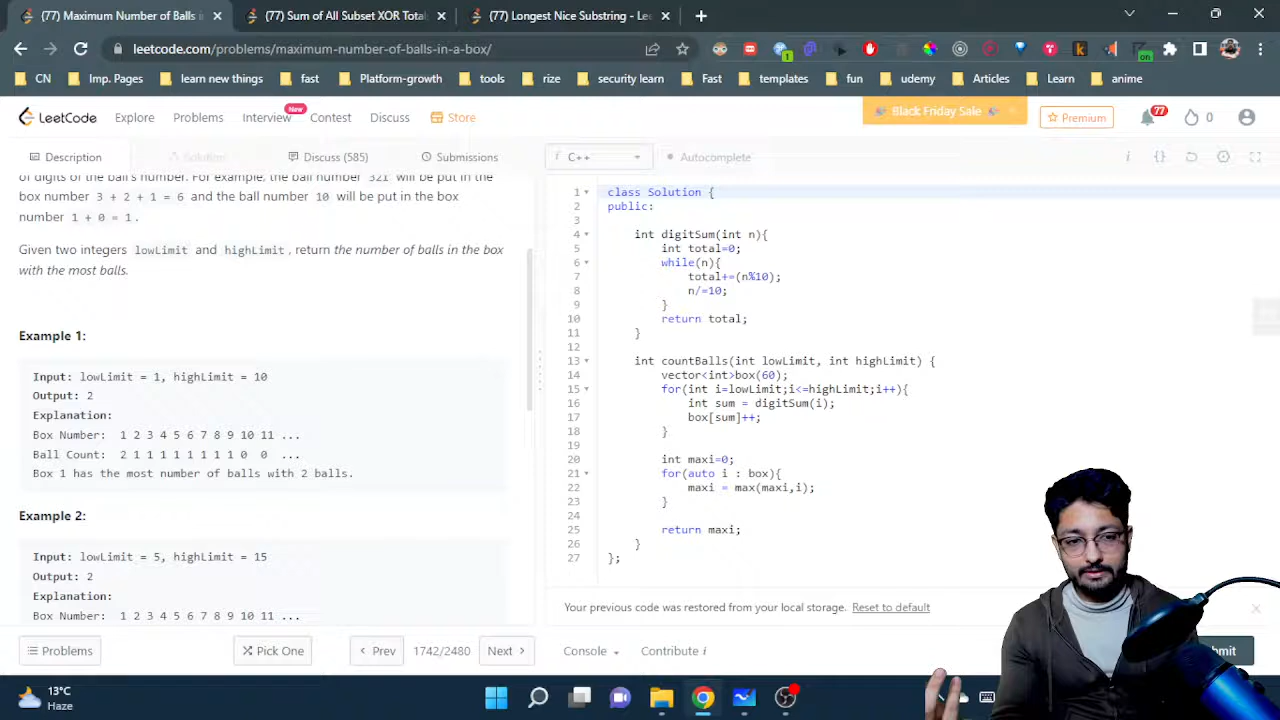 (77) Maximum Number of Balls i
(77) Sum of All Subset XOR Total
(77) Longest Nice Substring - Le
leetcode.com/problems/maximum-number-of-balls-in-a-box/
CN
Imp. Pages
learn new things
fast
Platform-growth
tools
rize
security learn
Fast
templates
fun
udemy
Articles
Learn
anime
LeetCode
Explore
Problems
Interview
New
Contest
Discuss
Store
Black Friday Sale
Premium
77
0
Description
Solution
Discuss (585)
Submissions
of digits of the ball's number. For example, the ball number 321 will be put in the
box number 3 + 2 + 1 = 6 and the ball number 10 will be put in the box
number 1 + 0 = 1.
Given two integers lowLimit and highLimit, return the number of balls in the box
with the most balls.
Example 1:
Input: lowLimit = 1, highLimit = 10
Output: 2
Explanation:
Box Number: 1 2 3 4 5 6 7 8 9 10 11 ...
Ball Count: 2 1 1 1 1 1 1 1 1 0 0 ...
Box 1 has the most number of balls with 2 balls.
Example 2:
Input: lowLimit = 5, highLimit = 15
Output: 2
Explanation:
Box Number: 1 2 3 4 5 6 7 8 9 10 11 ...
C++
Autocomplete
1 class Solution {
2 public:
3
4 int digitSum(int n){
5 int total=0;
6 while(n){
7 total+=(n%10);
8 n/=10;
9 }
10 return total;
11 }
12
13 int countBalls(int lowLimit, int highLimit) {
14 vector<int>box(60);
15 for(int i=lowLimit;i<=highLimit;i++){
16 int sum = digitSum(i);
17 box[sum]++;
18 }
19
20 int maxi=0;
21 for(auto i : box){
22 maxi = max(maxi,i);
23 }
24
25 return maxi;
26 }
27 };
Your previous code was restored from your local storage. Reset to default
Problems
Pick One
Prev
1742/2480
Next
Console
Contribute
13°C
Haze